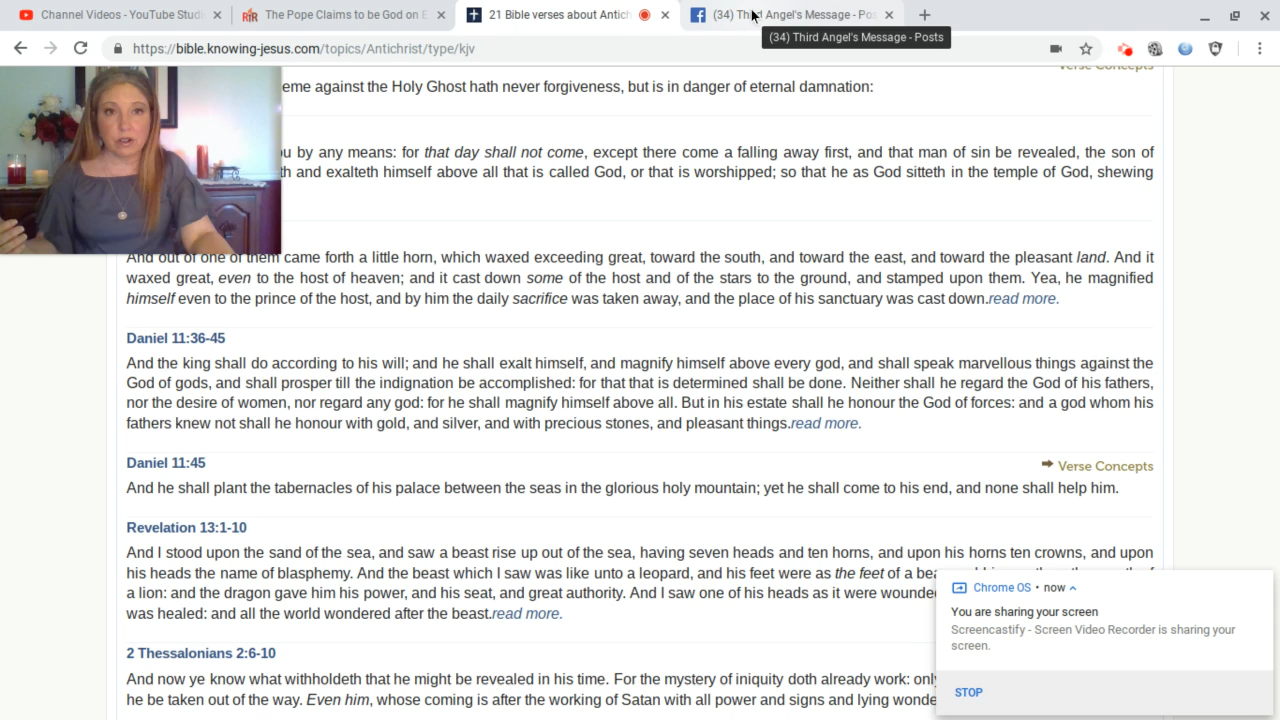 Channel Videos - YouTube Studi
The Pope Claims to be God on E
21 Bible verses about Antich
(34) Third Angel's Message - Pos
https://bible.knowing-jesus.com/topics/Antichrist/type/kjv
(34) Third Angel's Message - Posts
Verse Concepts
eme against the Holy Ghost hath never forgiveness, but is in danger of eternal damnation:
u by any means: for that day shall not come, except there come a falling away first, and that man of sin be revealed, the son of
th and exalteth himself above all that is called God, or that is worshipped; so that he as God sitteth in the temple of God, shewing
And out of one of them came forth a little horn, which waxed exceeding great, toward the south, and toward the east, and toward the pleasant land. And it
waxed great, even to the host of heaven; and it cast down some of the host and of the stars to the ground, and stamped upon them. Yea, he magnified
himself even to the prince of the host, and by him the daily sacrifice was taken away, and the place of his sanctuary was cast down.read more.
Daniel 11:36-45
And the king shall do according to his will; and he shall exalt himself, and magnify himself above every god, and shall speak marvellous things against the
God of gods, and shall prosper till the indignation be accomplished: for that that is determined shall be done. Neither shall he regard the God of his fathers,
nor the desire of women, nor regard any god: for he shall magnify himself above all. But in his estate shall he honour the God of forces: and a god whom his
fathers knew not shall he honour with gold, and silver, and with precious stones, and pleasant things.read more.
Daniel 11:45
Verse Concepts
And he shall plant the tabernacles of his palace between the seas in the glorious holy mountain; yet he shall come to his end, and none shall help him.
Revelation 13:1-10
And I stood upon the sand of the sea, and saw a beast rise up out of the sea, having seven heads and ten horns, and upon his horns ten crowns, and upon
his heads the name of blasphemy. And the beast which I saw was like unto a leopard, and his feet were as the feet of a bea
a lion: and the dragon gave him his power, and his seat, and great authority. And I saw one of his heads as it were wounde
was healed: and all the world wondered after the beast.read more.
2 Thessalonians 2:6-10
And now ye know what withholdeth that he might be revealed in his time. For the mystery of iniquity doth already work: onl
he be taken out of the way. Even him, whose coming is after the working of Satan with all power and signs and lying wonde
Chrome OS • now
You are sharing your screen
Screencastify - Screen Video Recorder is sharing your
screen.
STOP